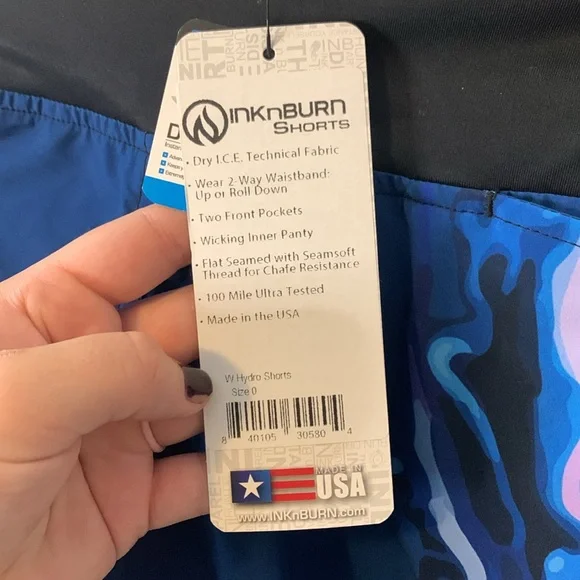 INKnBURN
SHORTS
• Dry I.C.E. Technical Fabric
• Wear 2-Way Waistband:
Up or Roll Down
• Two Front Pockets
• Wicking Inner Panty
• Flat Seamed with Seamsoft
Thread for Chafe Resistance
• 100 Mile Ultra Tested
• Made in the USA
W Hydro Shorts
Size 0
8 40105 30580 4
MADE IN
USA
www.INKnBURN.com